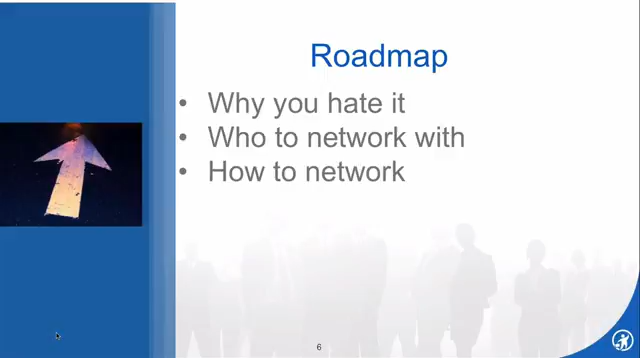 Roadmap
• Why you hate it
• Who to network with
• How to network
6